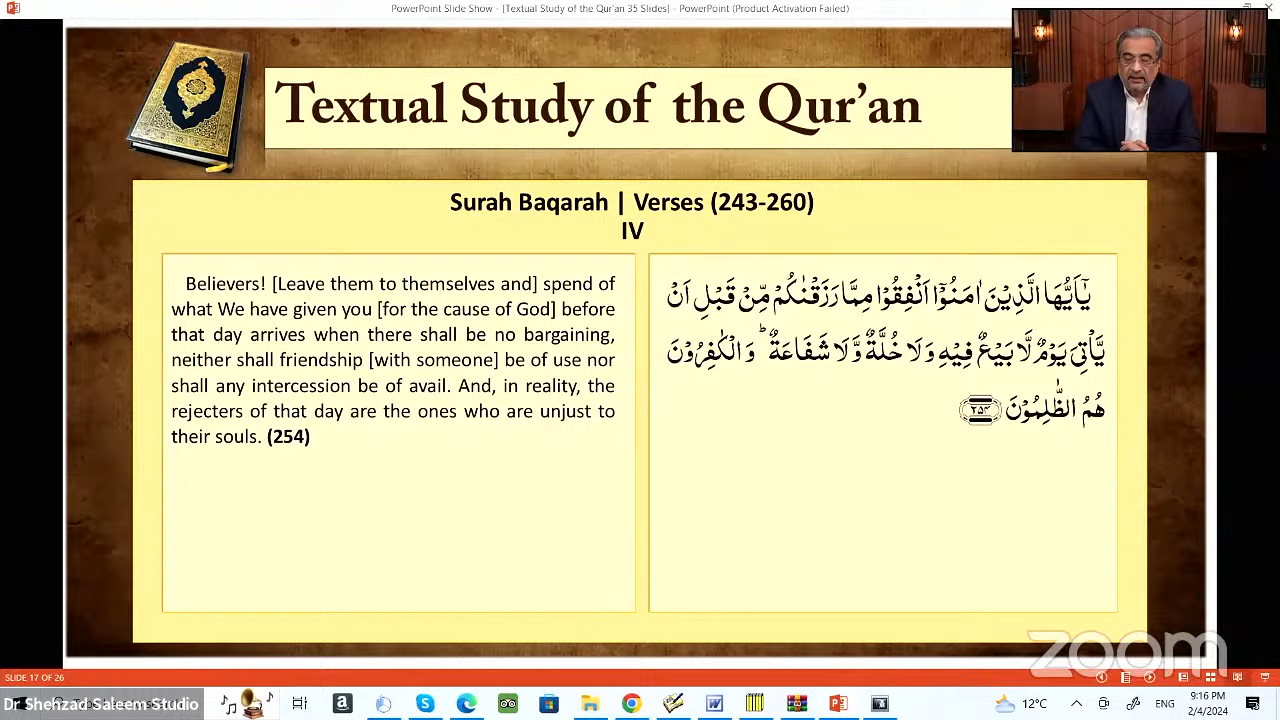 PowerPoint Slide Show - [Textual Study of the Qur'an 35 Slides] - PowerPoint (Product Activation Failed)
Textual Study of the Qur’an
Surah Baqarah | Verses (243-260)
IV
Believers! [Leave them to themselves and] spend of
what We have given you [for the cause of God] before
that day arrives when there shall be no bargaining,
neither shall friendship [with someone] be of use nor
shall any intercession be of avail. And, in reality, the
rejecters of that day are the ones who are unjust to
their souls. (254)
يٰۤاَيُّهَا الَّذِيْنَ اٰمَنُوْۤا اَنْفِقُوْا مِمَّا رَزَقْنٰكُمْ مِّنْ قَبْلِ اَنْ
يَّاْتِيَ يَوْمٌ لَّا بَيْعٌ فِيْهِ وَلَا خُلَّةٌ وَّلَا شَفَاعَةٌ ؕ وَالْكٰفِرُوْنَ
هُمُ الظّٰلِمُوْنَ ﴿۲۵۴﴾
zoom
SLIDE 17 OF 26
Dr Shehzad Saleem Studio
12°C
ENG
9:16 PM
2/4/2024